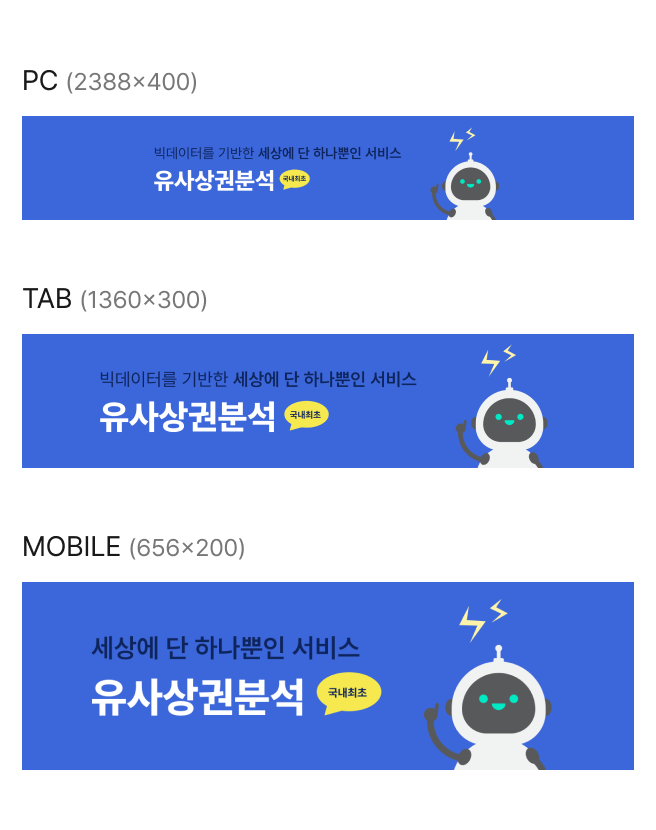 PC (2388×400)
빅데이터를 기반한 세상에 단 하나뿐인 서비스
유사상권분석 국내최초
TAB (1360×300)
빅데이터를 기반한 세상에 단 하나뿐인 서비스
유사상권분석 국내최초
MOBILE (656×200)
세상에 단 하나뿐인 서비스
유사상권분석 국내최초